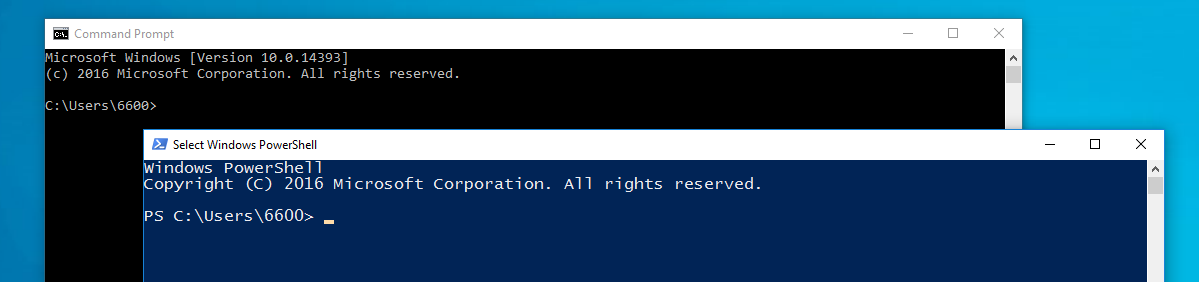 Command Prompt
Microsoft Windows [Version 10.0.14393]
(c) 2016 Microsoft Corporation. All rights reserved.
C:\Users\6600>
Select Windows PowerShell
Windows PowerShell
Copyright (C) 2016 Microsoft Corporation. All rights reserved.
PS C:\Users\6600> _